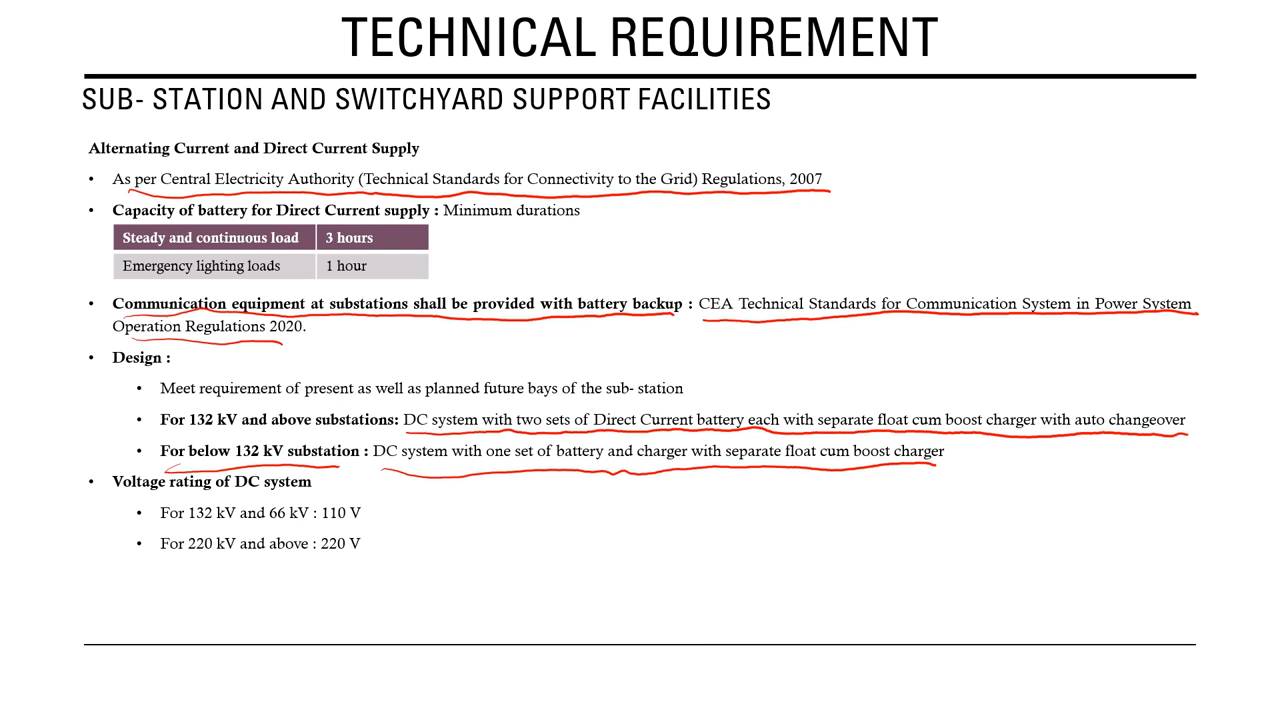 TECHNICAL REQUIREMENT
SUB- STATION AND SWITCHYARD SUPPORT FACILITIES
Alternating Current and Direct Current Supply
• As per Central Electricity Authority (Technical Standards for Connectivity to the Grid) Regulations, 2007
• Capacity of battery for Direct Current supply : Minimum durations
Steady and continuous load 3 hours
Emergency lighting loads 1 hour
• Communication equipment at substations shall be provided with battery backup : CEA Technical Standards for Communication System in Power System
Operation Regulations 2020.
• Design :
• Meet requirement of present as well as planned future bays of the sub- station
• For 132 kV and above substations: DC system with two sets of Direct Current battery each with separate float cum boost charger with auto changeover
• For below 132 kV substation : DC system with one set of battery and charger with separate float cum boost charger
• Voltage rating of DC system
• For 132 kV and 66 kV : 110 V
• For 220 kV and above : 220 V